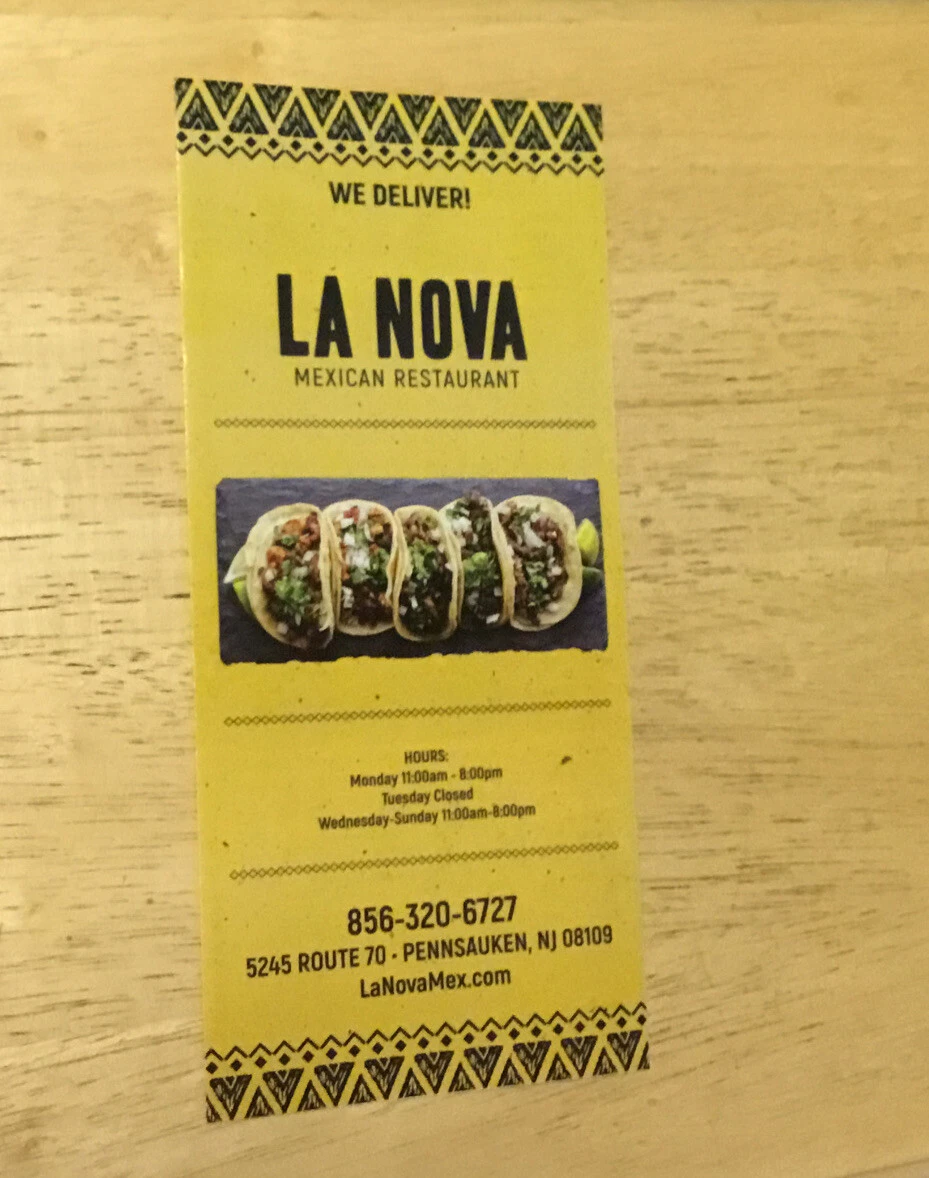 WE DELIVER!
LA NOVA
MEXICAN RESTAURANT
HOURS:
Monday 11:00am - 8:00pm
Tuesday Closed
Wednesday-Sunday 11:00am-8:00pm
856-320-6727
5245 ROUTE 70 • PENNSAUKEN, NJ 08109
LaNovaMex.com